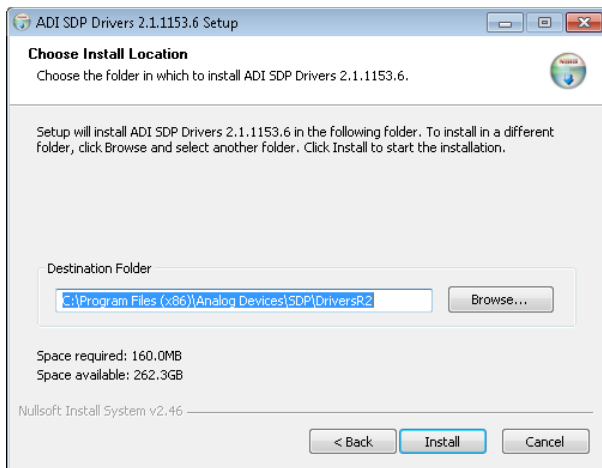 ADI SDP Drivers 2.1.1153.6 Setup
Choose Install Location
Choose the folder in which to install ADI SDP Drivers 2.1.1153.6.
Setup will install ADI SDP Drivers 2.1.1153.6 in the following folder. To install in a different
folder, click Browse and select another folder. Click Install to start the installation.
Destination Folder
C:\Program Files (x86)\Analog Devices\SDP\DriversR2
Browse...
Space required: 160.0MB
Space available: 262.3GB
Nullsoft Install System v2.46
< Back Install Cancel